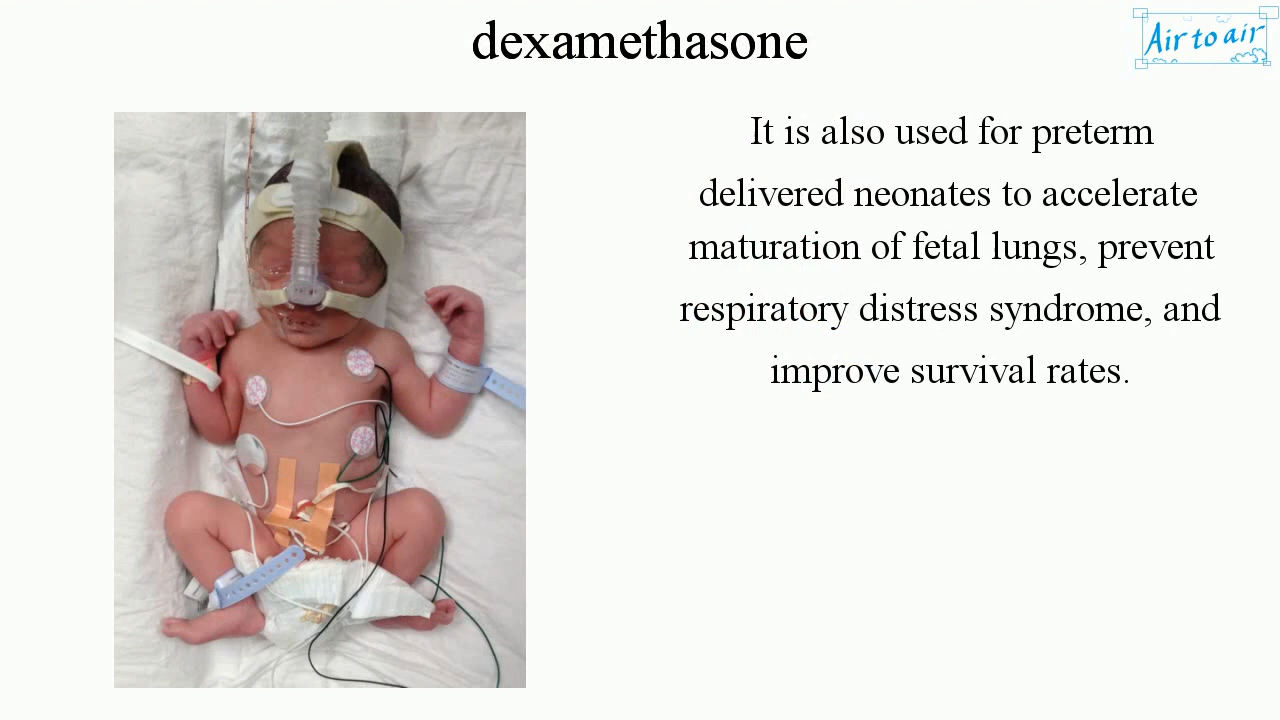 dexamethasone
Air to air
It is also used for preterm
delivered neonates to accelerate
maturation of fetal lungs, prevent
respiratory distress syndrome, and
improve survival rates.